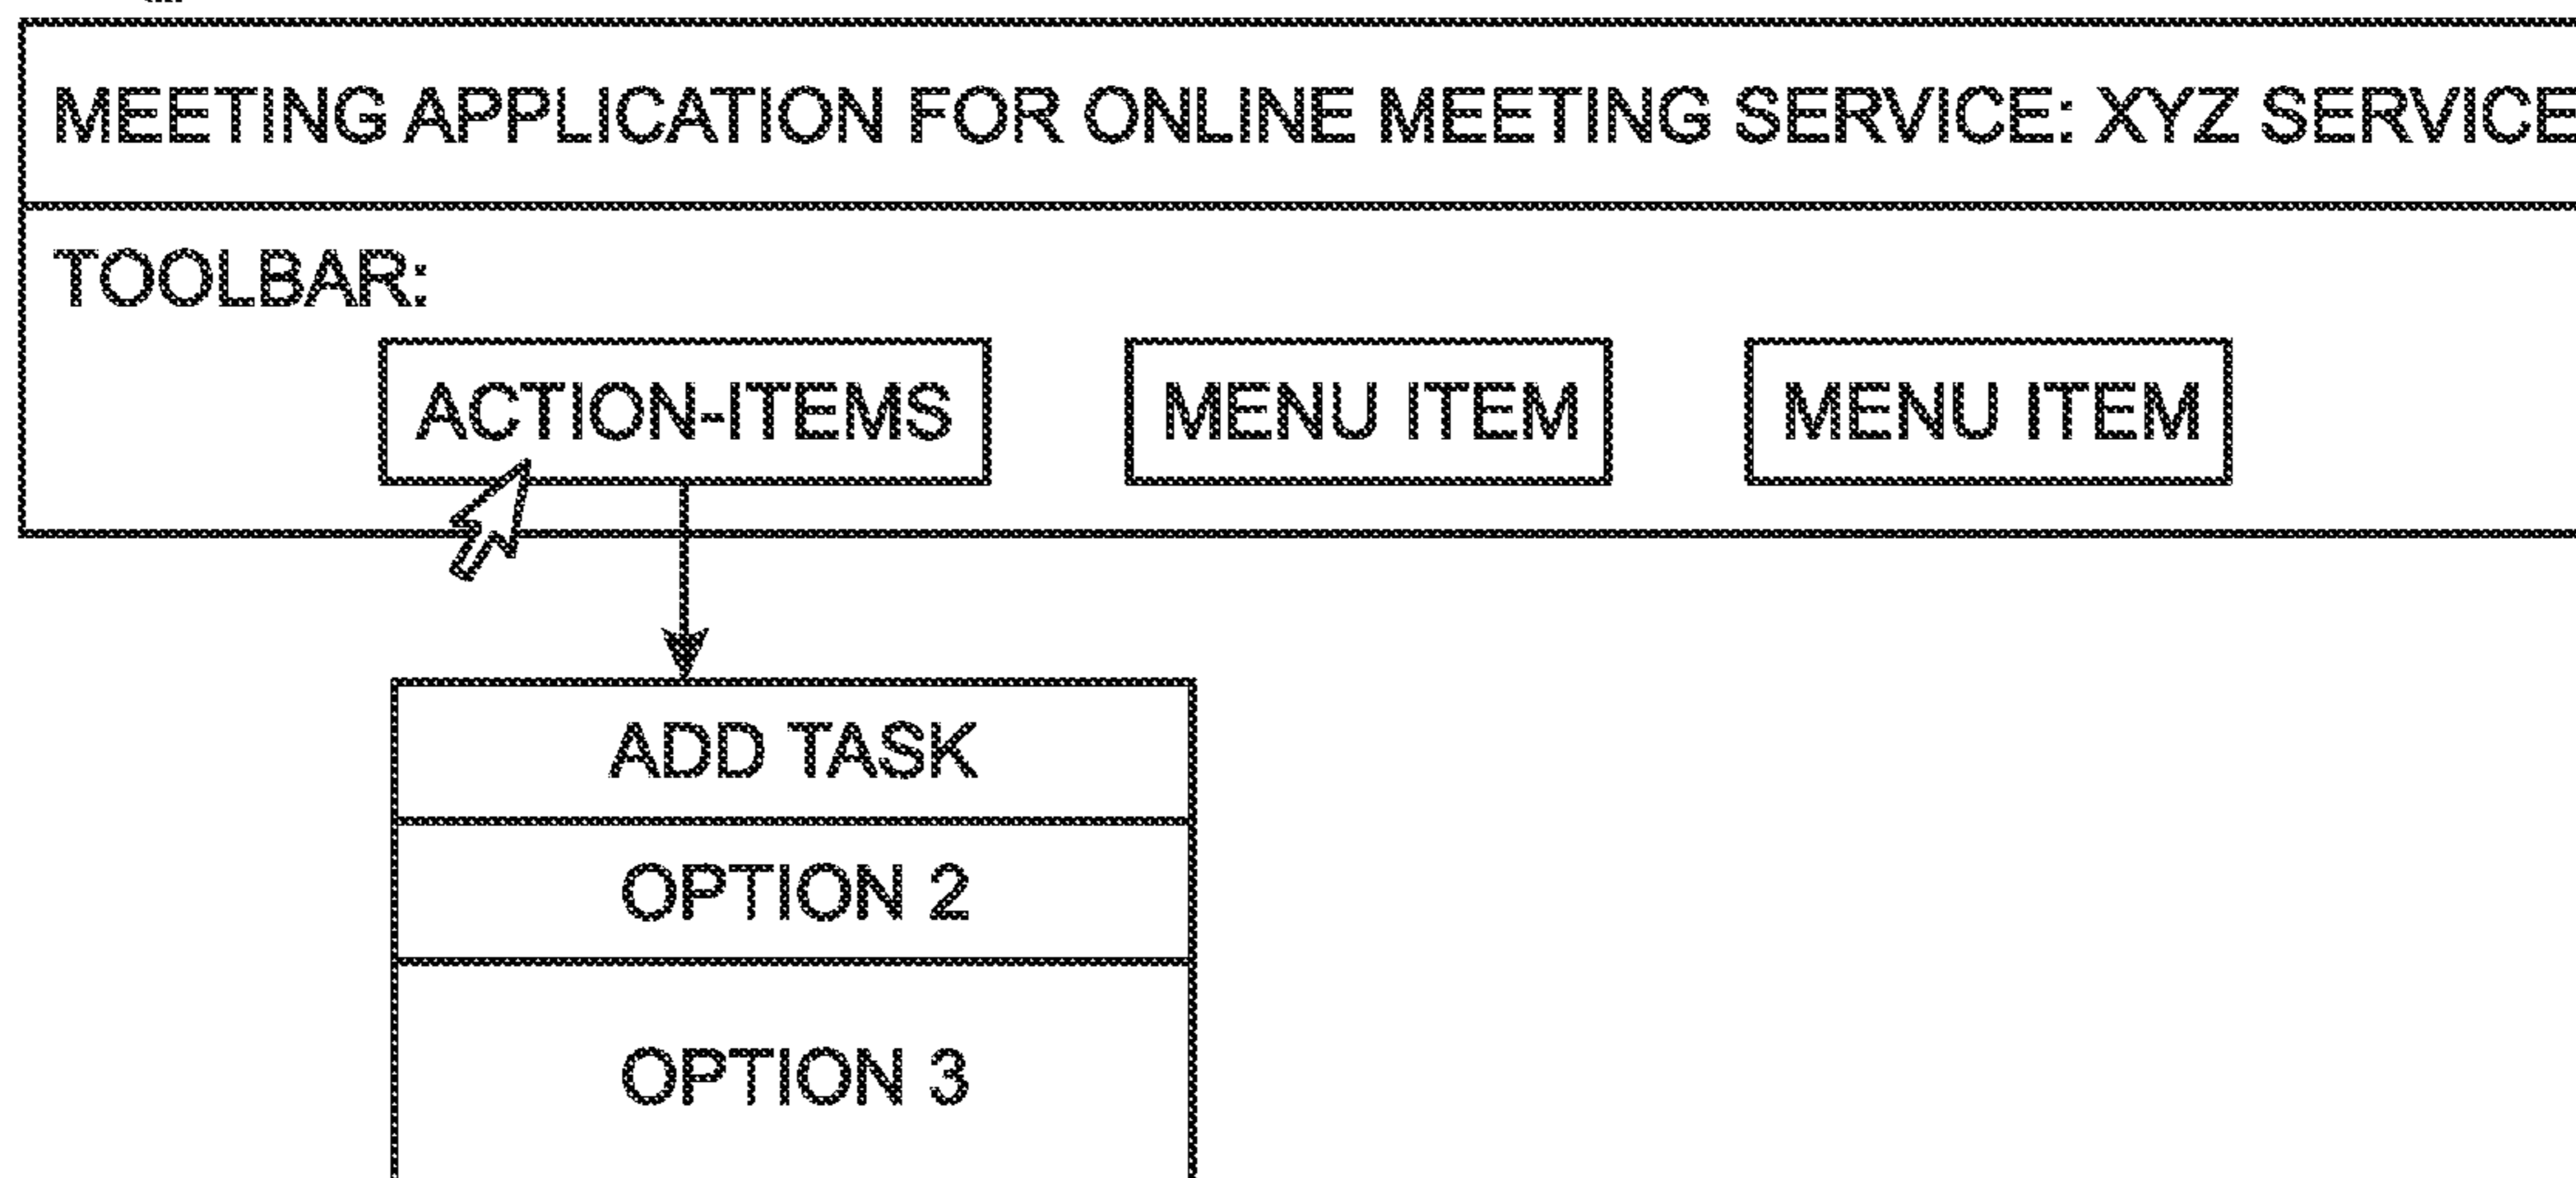 MEETING APPLICATION FOR ONLINE MEETING SERVICE: XYZ SERVICE
TOOLBAR:
ACTION-ITEMS MENU ITEM MENU ITEM
ADD TASK
OPTION 2
OPTION 3